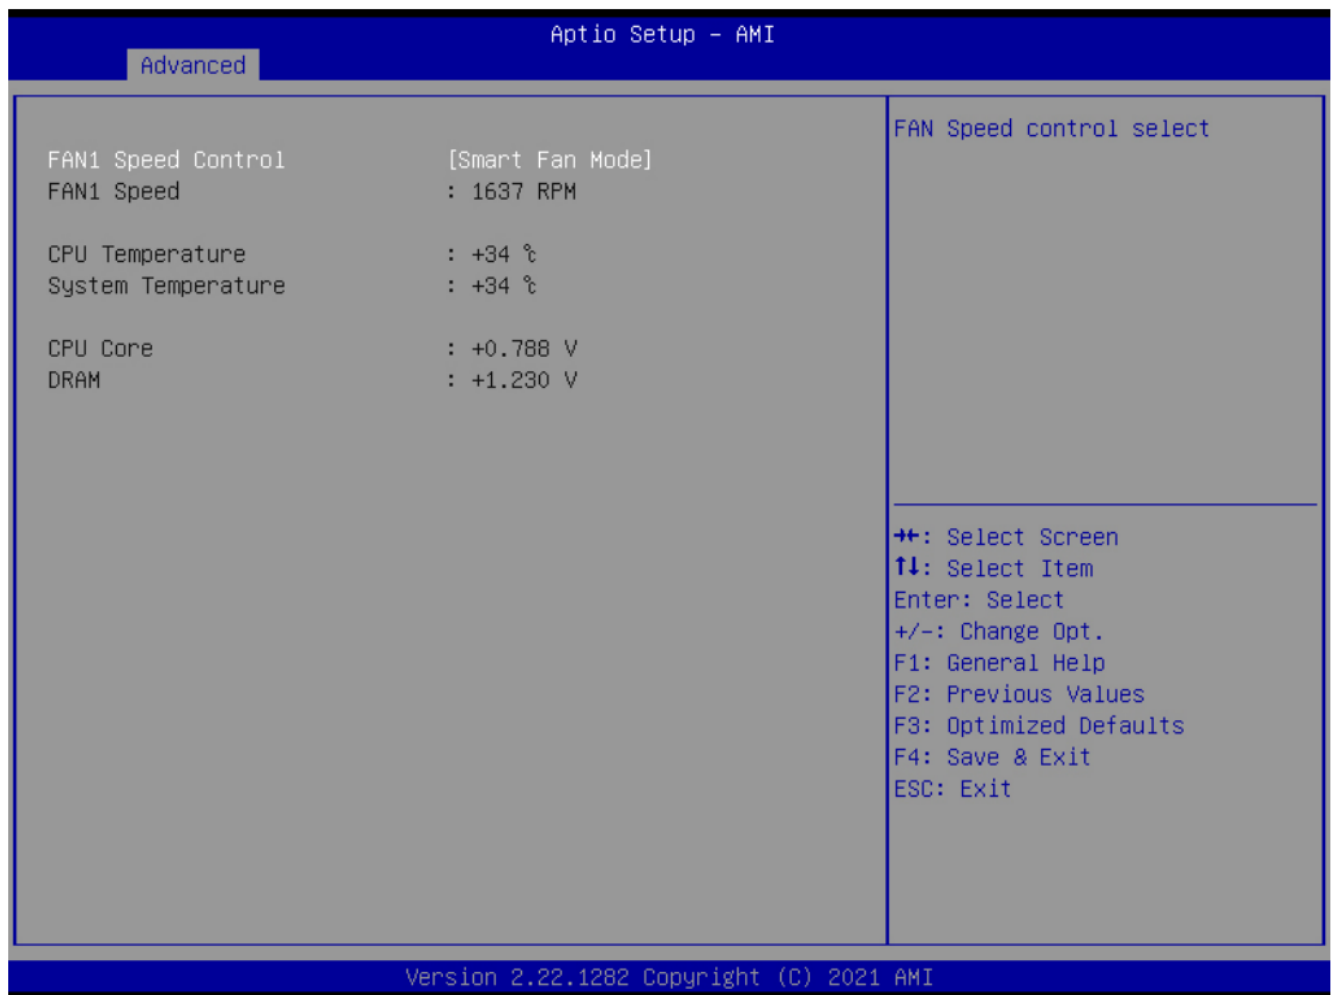 Aptio Setup – AMI
Advanced
FAN1 Speed Control [Smart Fan Mode]
FAN1 Speed : 1637 RPM
CPU Temperature : +34 ℃
System Temperature : +34 ℃
CPU Core : +0.788 V
DRAM : +1.230 V
FAN Speed control select
→←: Select Screen
↑↓: Select Item
Enter: Select
+/-: Change Opt.
F1: General Help
F2: Previous Values
F3: Optimized Defaults
F4: Save & Exit
ESC: Exit
Version 2.22.1282 Copyright (C) 2021 AMI